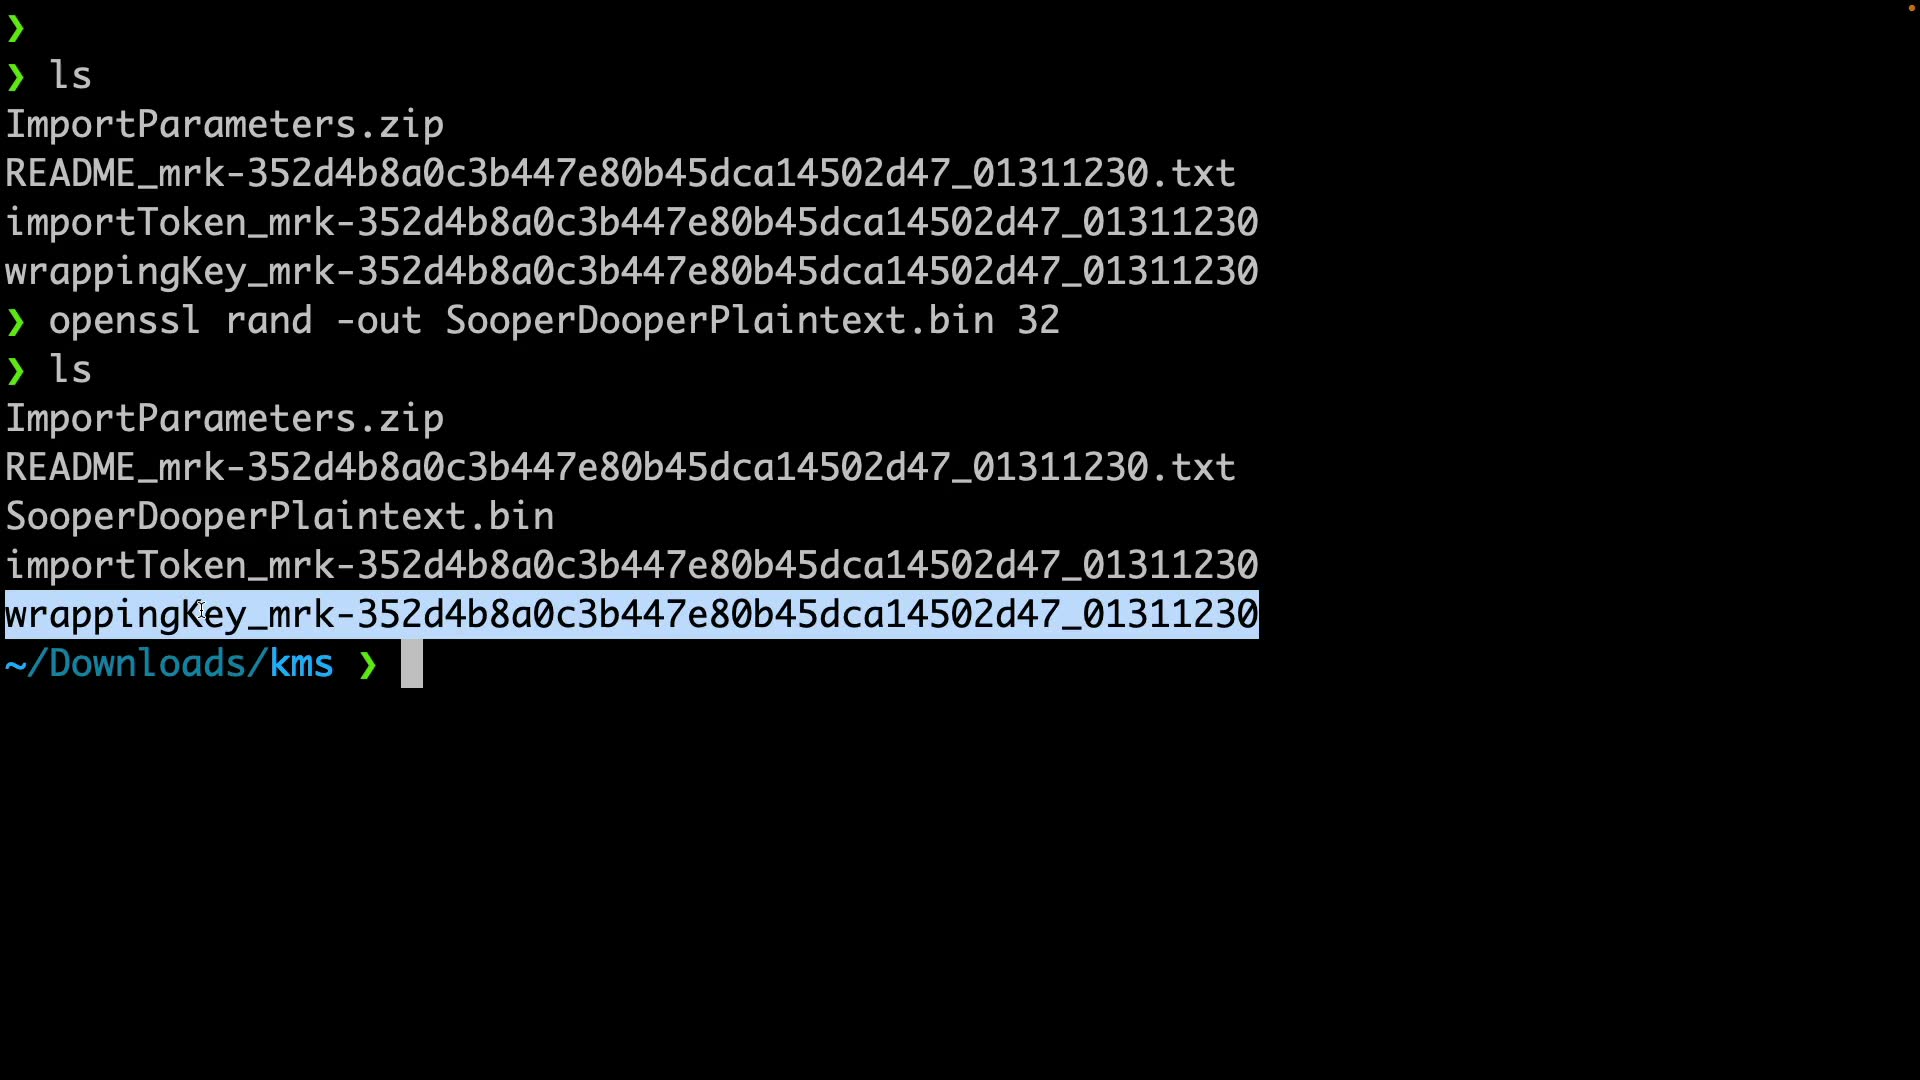 ❯
❯ ls
ImportParameters.zip
README_mrk-352d4b8a0c3b447e80b45dca14502d47_01311230.txt
importToken_mrk-352d4b8a0c3b447e80b45dca14502d47_01311230
wrappingKey_mrk-352d4b8a0c3b447e80b45dca14502d47_01311230
❯ openssl rand -out SooperDooperPlaintext.bin 32
❯ ls
ImportParameters.zip
README_mrk-352d4b8a0c3b447e80b45dca14502d47_01311230.txt
SooperDooperPlaintext.bin
importToken_mrk-352d4b8a0c3b447e80b45dca14502d47_01311230
wrappingKey_mrk-352d4b8a0c3b447e80b45dca14502d47_01311230
~/Downloads/kms ❯